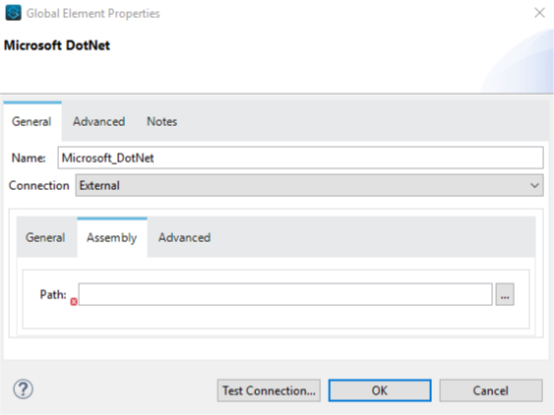 Global Element Properties
Microsoft DotNet
General Advanced Notes
Name: Microsoft_DotNet
Connection External
General Assembly Advanced
Path: ...
Test Connection... OK Cancel